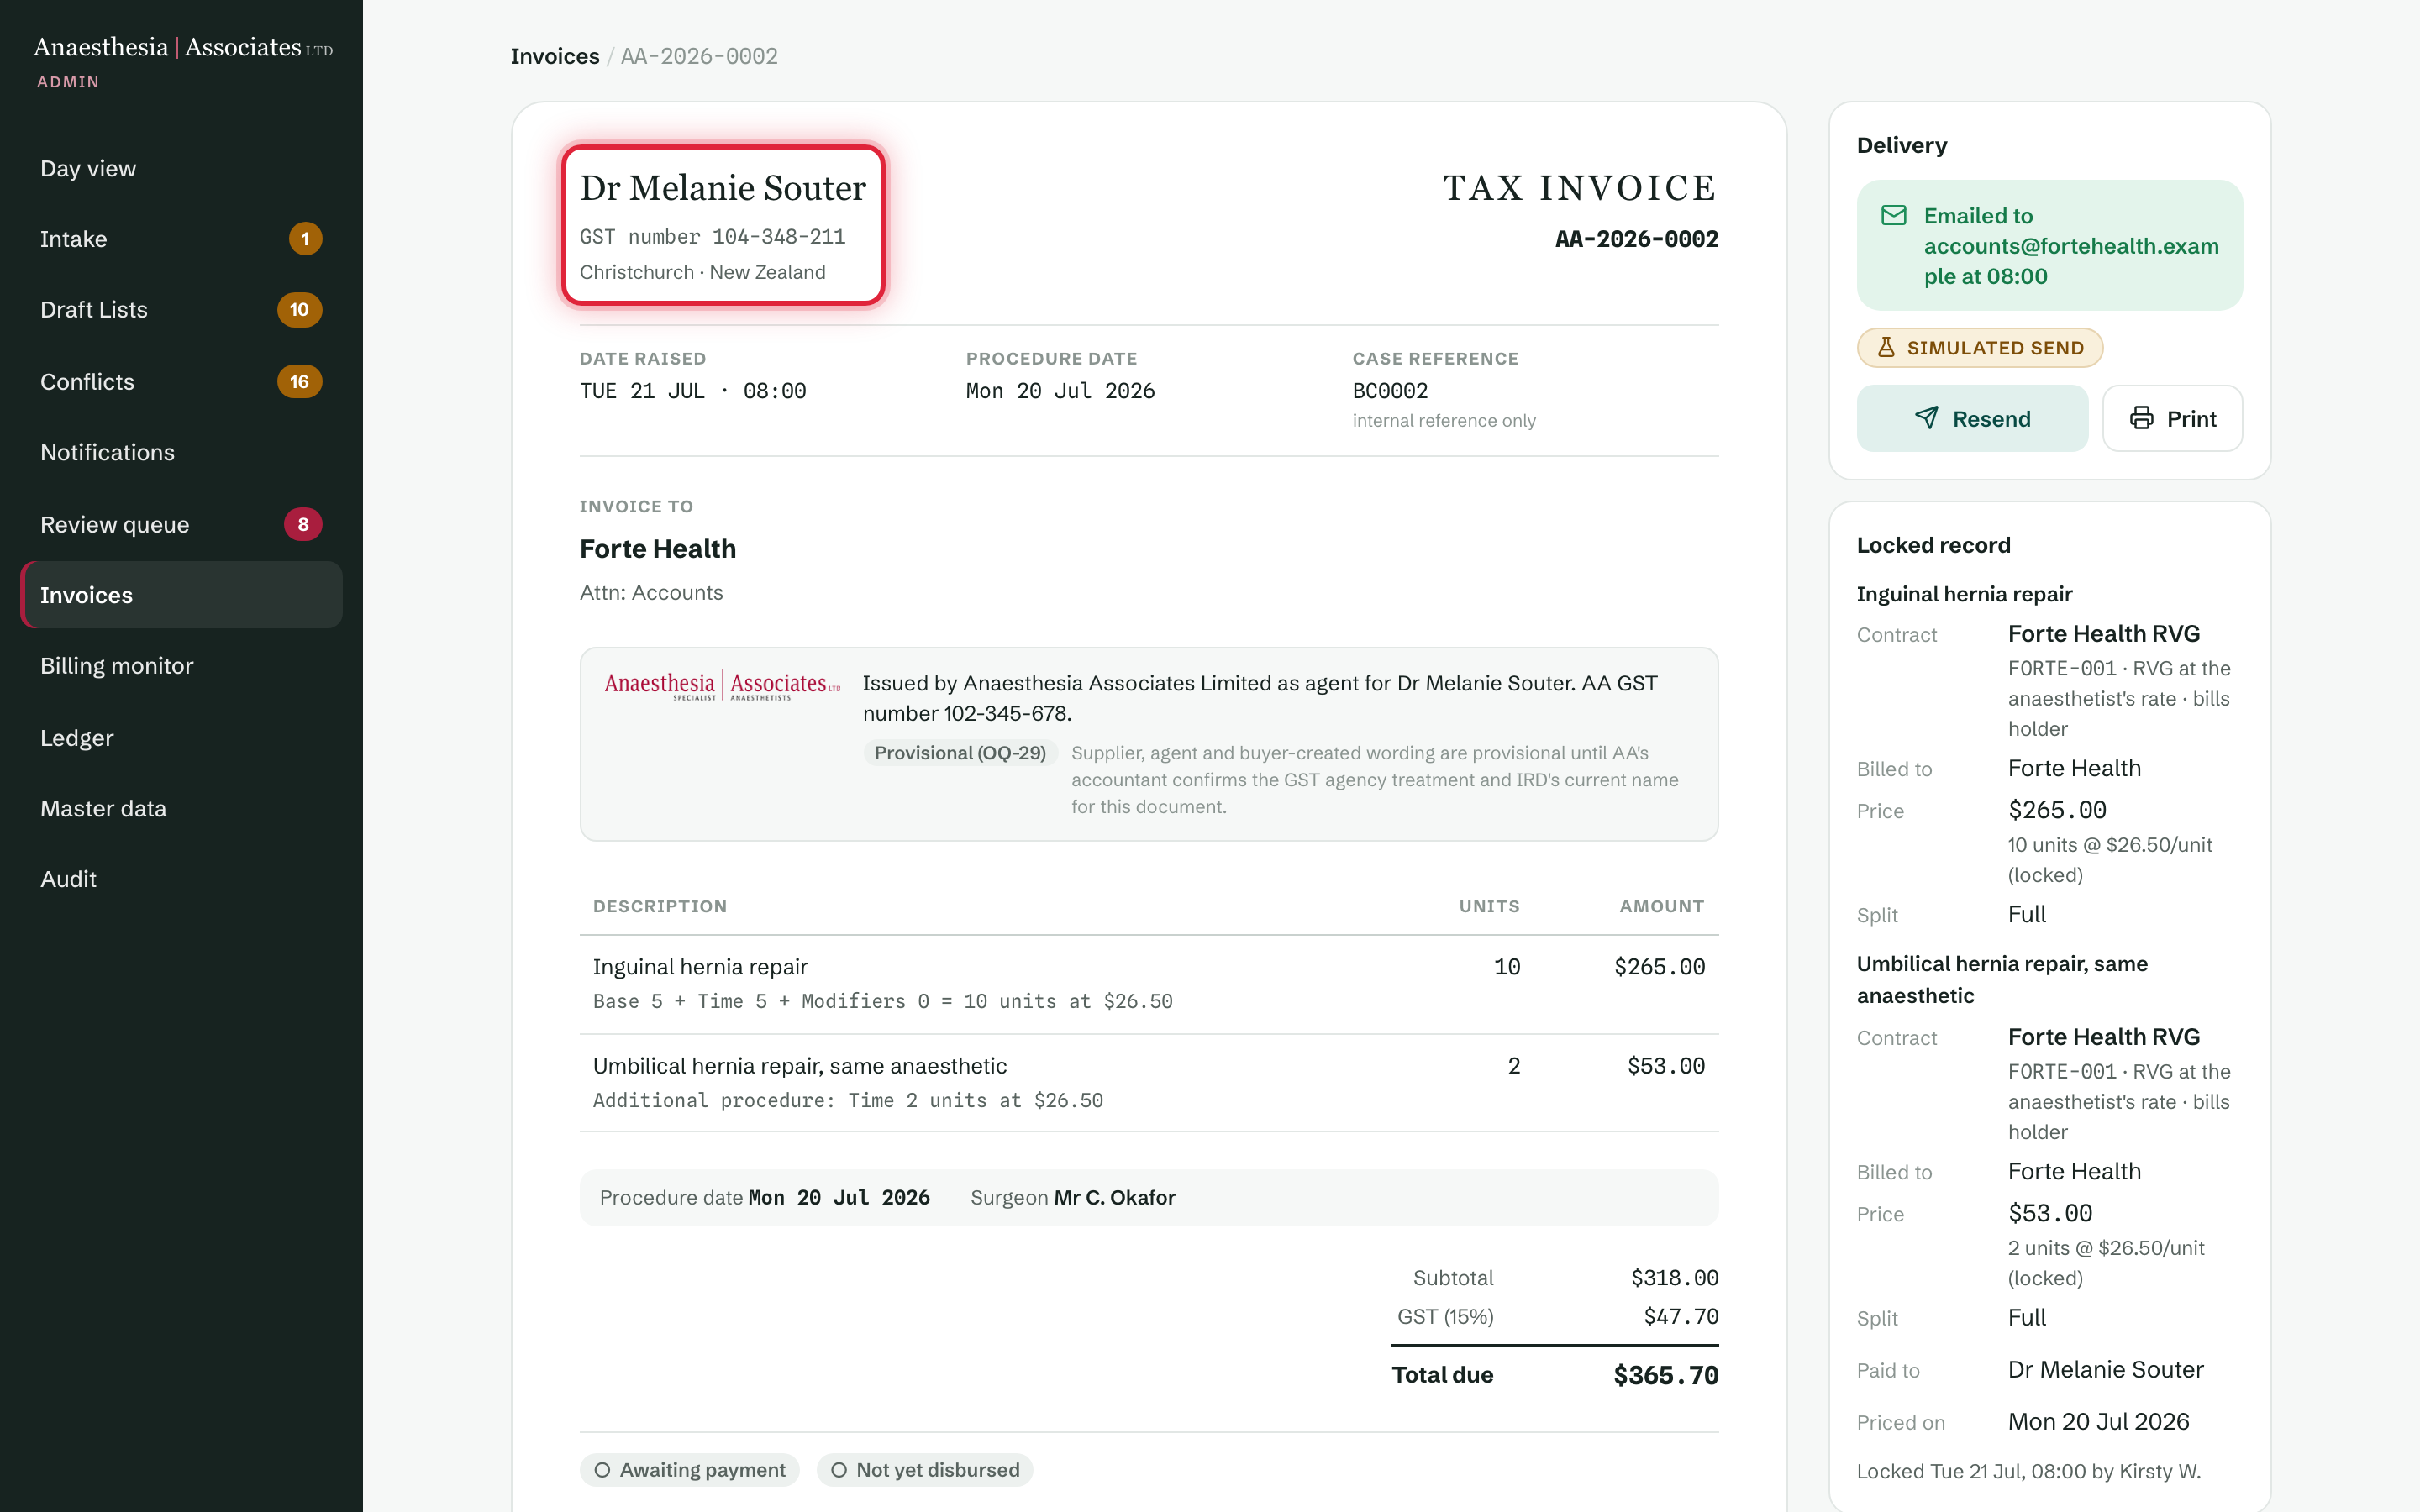 Anaesthesia | Associates LTD
ADMIN
Day view
Intake 1
Draft Lists 10
Conflicts 16
Notifications
Review queue 8
Invoices
Billing monitor
Ledger
Master data
Audit
Invoices / AA-2026-0002
Dr Melanie Souter
GST number 104-348-211
Christchurch · New Zealand
TAX INVOICE
AA-2026-0002
DATE RAISED
TUE 21 JUL · 08:00
PROCEDURE DATE
Mon 20 Jul 2026
CASE REFERENCE
BC0002
internal reference only
INVOICE TO
Forte Health
Attn: Accounts
Anaesthesia | Associates LTD
SPECIALIST ANAESTHETISTS
Issued by Anaesthesia Associates Limited as agent for Dr Melanie Souter. AA GST
number 102-345-678.
Provisional (OQ-29)
Supplier, agent and buyer-created wording are provisional until AA's
accountant confirms the GST agency treatment and IRD's current name
for this document.
DESCRIPTION UNITS AMOUNT
Inguinal hernia repair 10 $265.00
Base 5 + Time 5 + Modifiers 0 = 10 units at $26.50
Umbilical hernia repair, same anaesthetic 2 $53.00
Additional procedure: Time 2 units at $26.50
Procedure date Mon 20 Jul 2026 Surgeon Mr C. Okafor
Subtotal $318.00
GST (15%) $47.70
Total due $365.70
Awaiting payment Not yet disbursed
Delivery
Emailed to
accounts@fortehealth.exam
ple at 08:00
SIMULATED SEND
Resend Print
Locked record
Inguinal hernia repair
Contract Forte Health RVG
FORTE-001 · RVG at the
anaesthetist's rate · bills
holder
Billed to Forte Health
Price $265.00
10 units @ $26.50/unit
(locked)
Split Full
Umbilical hernia repair, same
anaesthetic
Contract Forte Health RVG
FORTE-001 · RVG at the
anaesthetist's rate · bills
holder
Billed to Forte Health
Price $53.00
2 units @ $26.50/unit
(locked)
Split Full
Paid to Dr Melanie Souter
Priced on Mon 20 Jul 2026
Locked Tue 21 Jul, 08:00 by Kirsty W.